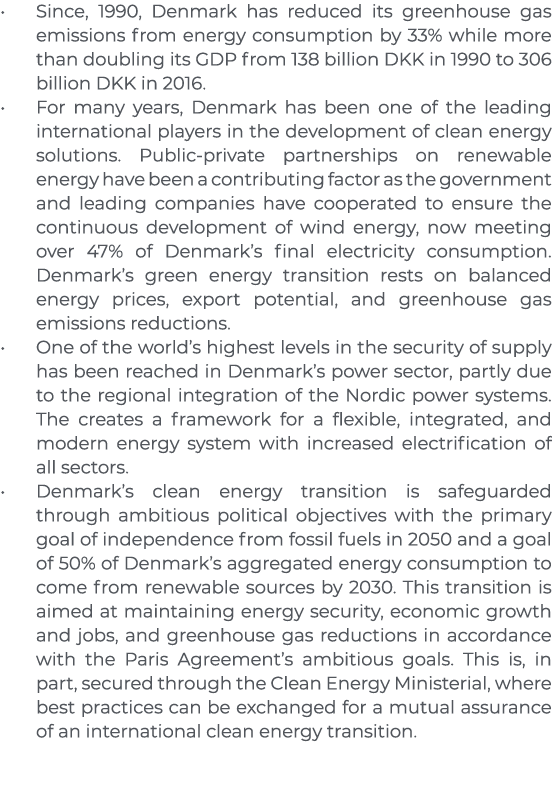 · Since, 1990, Denmark has reduced its greenhouse gas
emissions from energy consumption by 33% while more
than doubling its GDP from 138 billion DKK in 1990 to 306
billion DKK in 2016.
· For many years, Denmark has been one of the leading
international players in the development of clean energy
solutions. Public-private partnerships on renewable
energy have been a contributing factor as the government
and leading companies have cooperated to ensure the
continuous development of wind energy, now meeting
over 47% of Denmark’s final electricity consumption.
Denmark’s green energy transition rests on balanced
energy prices, export potential, and greenhouse gas
emissions reductions.
· One of the world’s highest levels in the security of supply
has been reached in Denmark’s power sector, partly due
to the regional integration of the Nordic power systems.
The creates a framework for a flexible, integrated, and
modern energy system with increased electrification of
all sectors.
· Denmark’s clean energy transition is safeguarded
through ambitious political objectives with the primary
goal of independence from fossil fuels in 2050 and a goal
of 50% of Denmark’s aggregated energy consumption to
come from renewable sources by 2030. This transition is
aimed at maintaining energy security, economic growth
and jobs, and greenhouse gas reductions in accordance
with the Paris Agreement’s ambitious goals. This is, in
part, secured through the Clean Energy Ministerial, where
best practices can be exchanged for a mutual assurance
of an international clean energy transition.